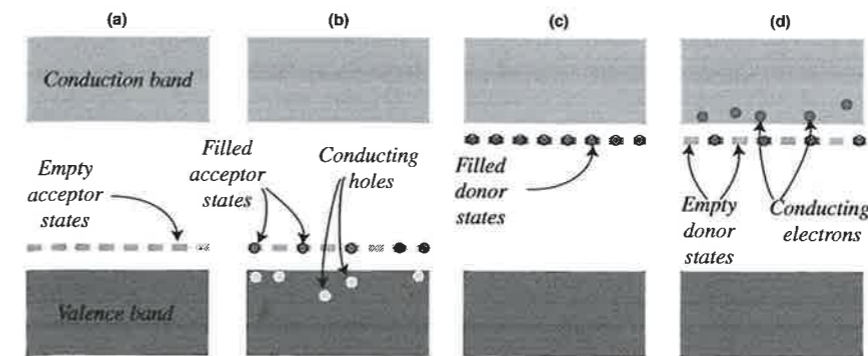 (a)
(b)
(c)
(d)
Conduction band
Empty
acceptor
states
Filled
acceptor
states
Conducting
holes
Filled
donor
states
Empty
donor
states
Conducting
electrons
Valence band